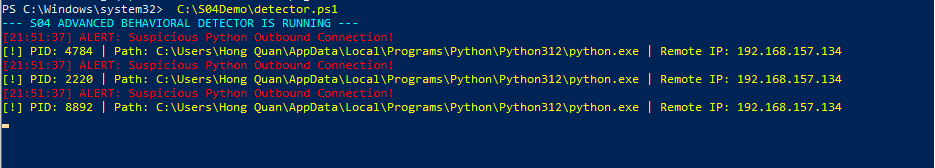 PS C:\Windows\system32>  C:\S04Demo\detector.ps1
--- S04 ADVANCED BEHAVIORAL DETECTOR IS RUNNING ---
[21:51:37] ALERT: Suspicious Python Outbound Connection!
[!] PID: 4784 | Path: C:\Users\Hong Quan\AppData\Local\Programs\Python\Python312\python.exe | Remote IP: 192.168.157.134
[21:51:37] ALERT: Suspicious Python Outbound Connection!
[!] PID: 2220 | Path: C:\Users\Hong Quan\AppData\Local\Programs\Python\Python312\python.exe | Remote IP: 192.168.157.134
[21:51:37] ALERT: Suspicious Python Outbound Connection!
[!] PID: 8892 | Path: C:\Users\Hong Quan\AppData\Local\Programs\Python\Python312\python.exe | Remote IP: 192.168.157.134